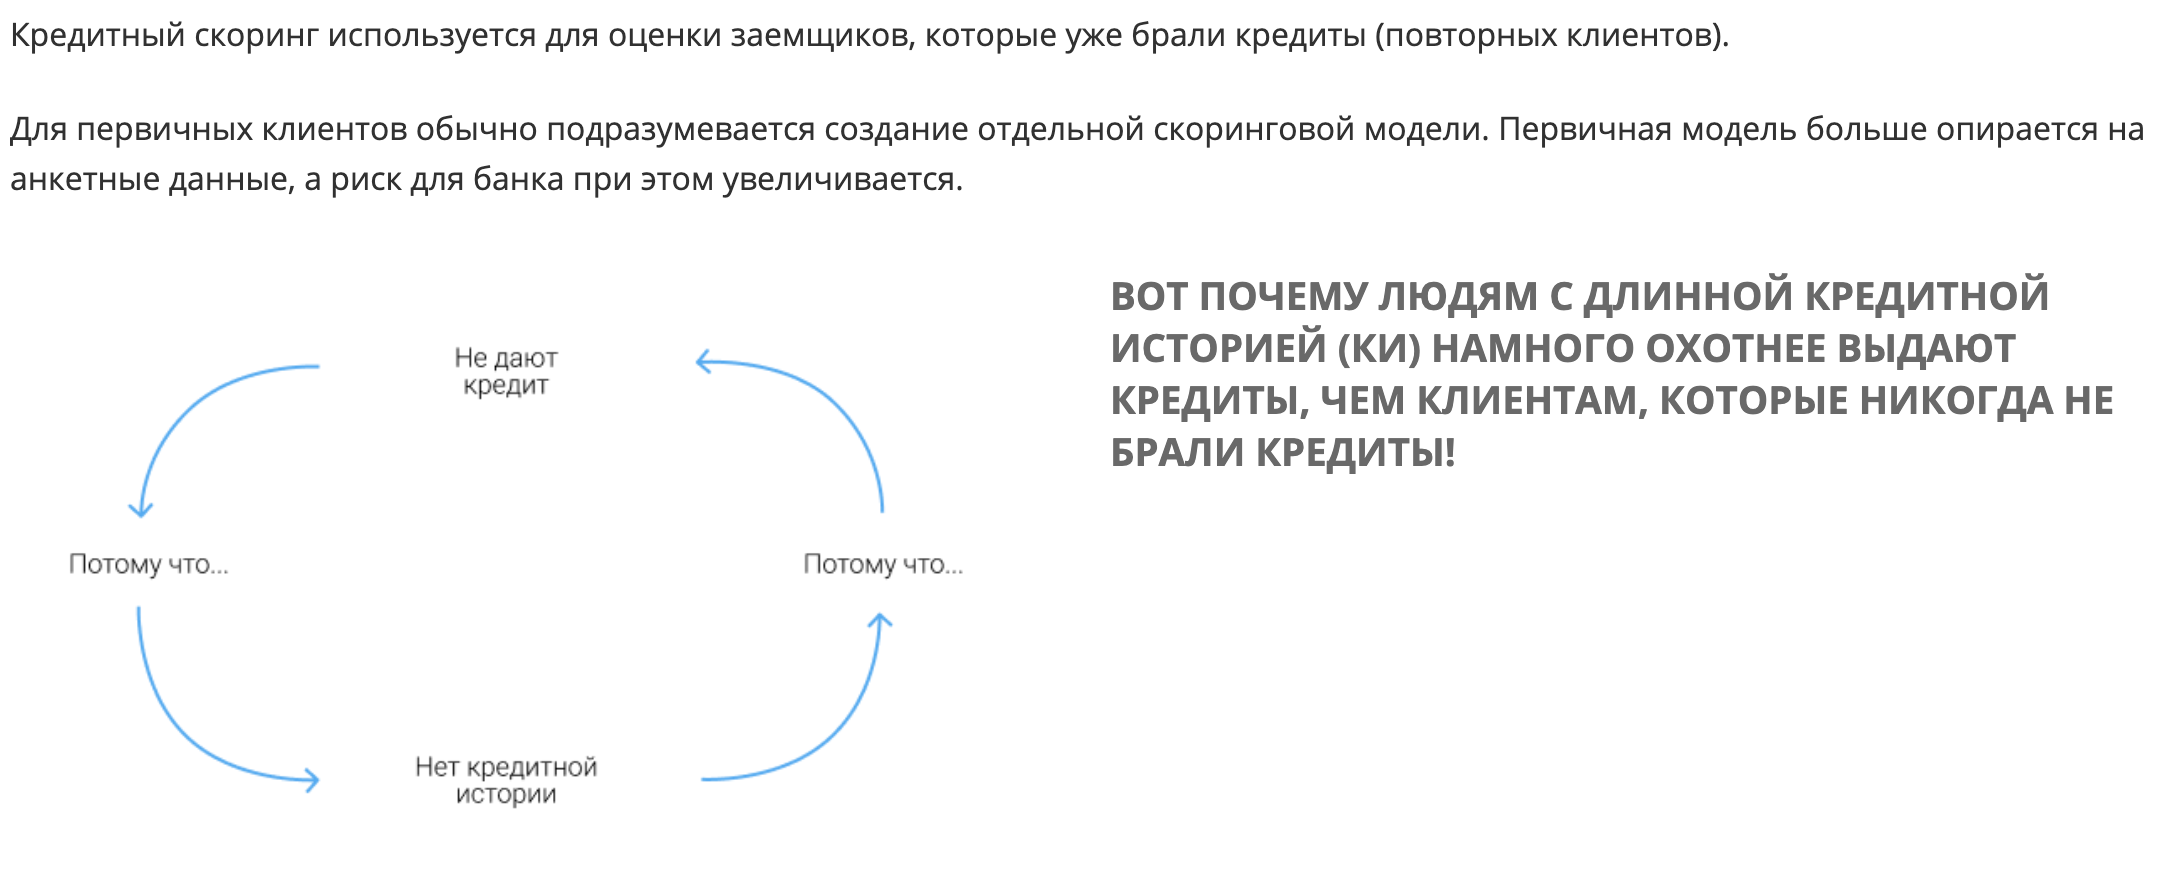 Кредитный скоринг используется для оценки заемщиков, которые уже брали кредиты (повторных клиентов).
Для первичных клиентов обычно подразумевается создание отдельной скоринговой модели. Первичная модель больше опирается на
анкетные данные, а риск для банка при этом увеличивается.
ВОТ ПОЧЕМУ ЛЮДЯМ С ДЛИННОЙ КРЕДИТНОЙ
ИСТОРИЕЙ (КИ) НАМНОГО ОХОТНЕЕ ВЫДАЮТ
КРЕДИТЫ, ЧЕМ КЛИЕНТАМ, КОТОРЫЕ НИКОГДА НЕ
БРАЛИ КРЕДИТЫ!
Не дают
кредит
Потому что...
Потому что...
Нет кредитной
истории